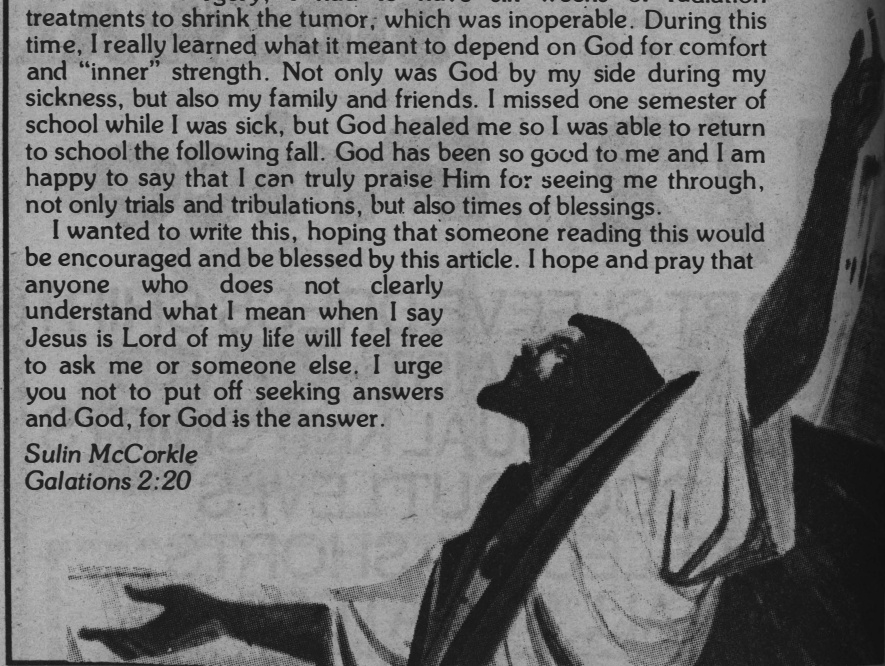 treatments to shrink the tumor, which was inoperable. During this
time, I really learned what it meant to depend on God for comfort
and “inner” strength. Not only was God by my side during my
sickness, but also my family and friends. I missed one semester of
school while I was sick, but God healed me so I was able to return
to school the following fall. God has been so good to me and I am
happy to say that I can truly praise Him for seeing me through,
not only trials and tribulations, but also times of blessings.
I wanted to write this, hoping that someone reading this would
be encouraged and be blessed by this article. I hope and pray that
anyone who does not clearly
understand what I mean when I say
Jesus is Lord of my life will feel free
to ask me or someone else. I urge
you not to put off seeking answers
and God, for God is the answer.
Sulin McCorkle
Galations 2:20